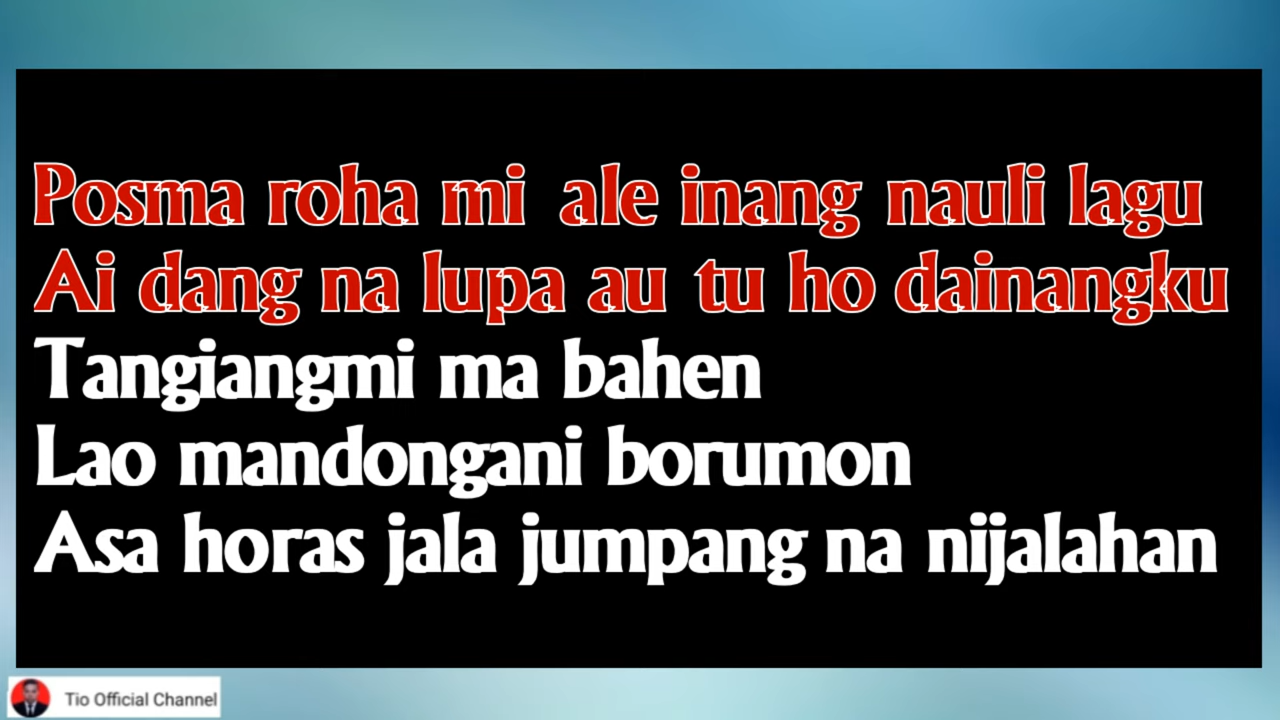 Posma roha mi ale inang nauli lagu
Ai dang na lupa au tu ho dainangku
Tangiangmi ma bahen
Lao mandongani borumon
Asa horas jala jumpang na nijalahan
Tio Official Channel